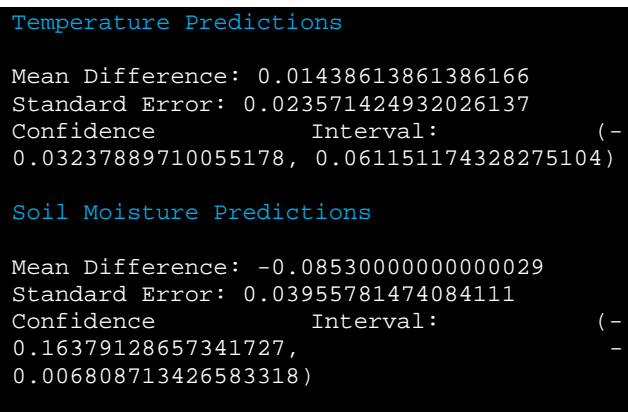 Temperature Predictions
Mean Difference: 0.01438613861386166
Standard Error: 0.023571424932026137
Confidence Interval: (-
0.03237889710055178, 0.061151174328275104)
Soil Moisture Predictions
Mean Difference: -0.08530000000000029
Standard Error: 0.03955781474084111
Confidence Interval: (-
0.16379128657341727, -
0.006808713426583318)